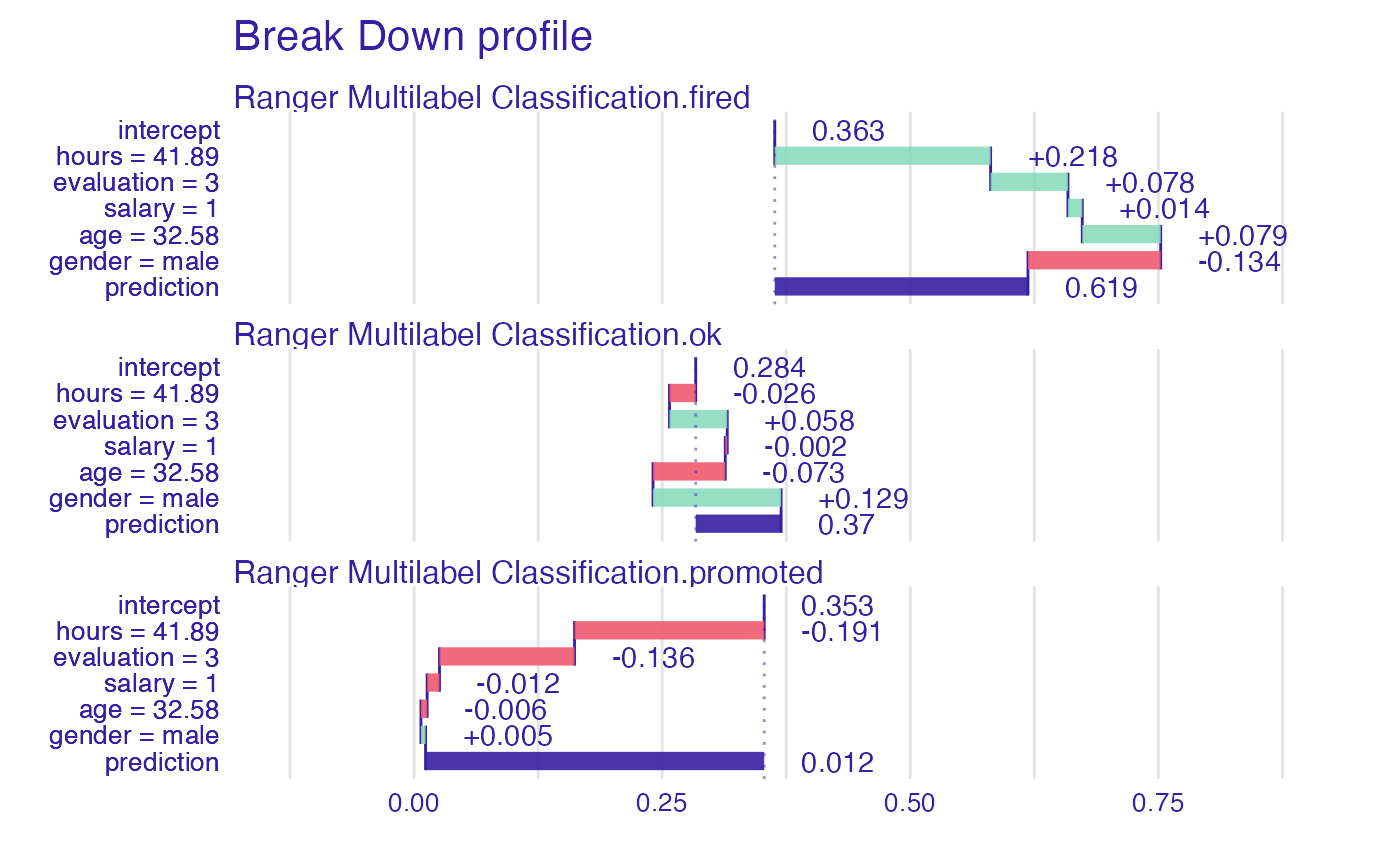 Break Down profile
Ranger Multilabel Classification.fired
intercept 0.363
hours = 41.89 +0.218
evaluation = 3 +0.078
salary = 1 +0.014
age = 32.58 +0.079
gender = male -0.134
prediction 0.619
Ranger Multilabel Classification.ok
intercept 0.284
hours = 41.89 -0.026
evaluation = 3 +0.058
salary = 1 -0.002
age = 32.58 -0.073
gender = male +0.129
prediction 0.37
Ranger Multilabel Classification.promoted
intercept 0.353
hours = 41.89 -0.191
evaluation = 3 -0.136
salary = 1 -0.012
age = 32.58 -0.006
gender = male +0.005
prediction 0.012
0.00 0.25 0.50 0.75